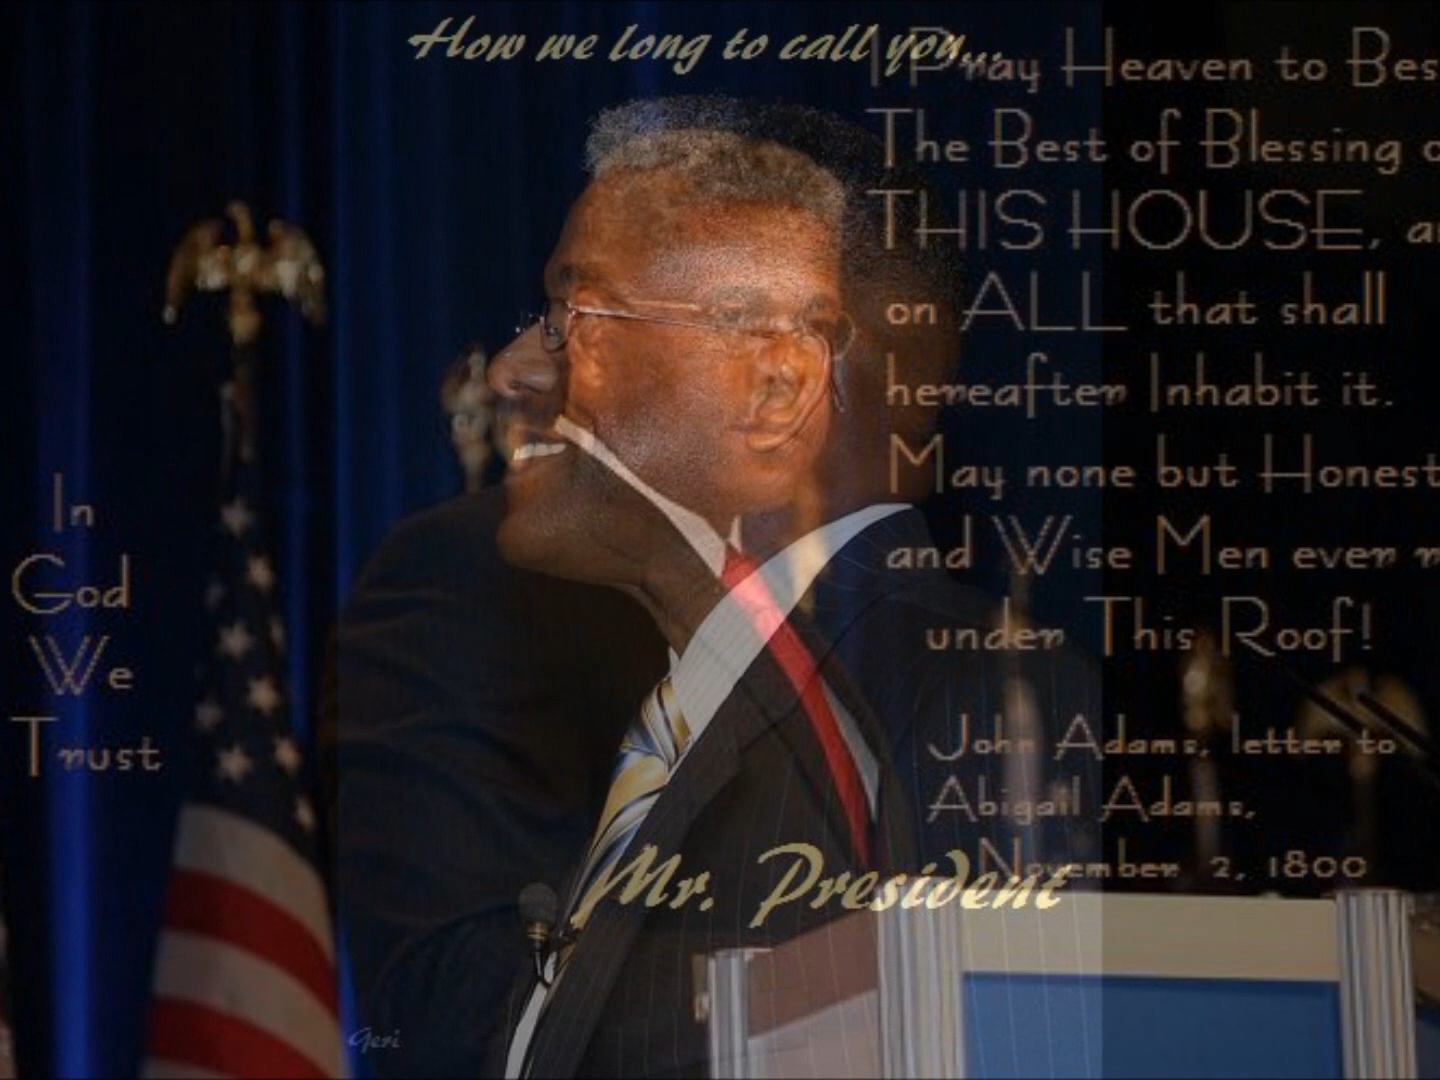 How we long to call you...
I Pray Heaven to Bes
The Best of Blessing o
THIS HOUSE, a
on ALL that shall
hereafter Inhabit it.
May none but Honest
and Wise Men ever r
under This Roof!
John Adams, letter to
Abigail Adams,
November 2, 1800
In
God
We
Trust
Mr. President
Geri